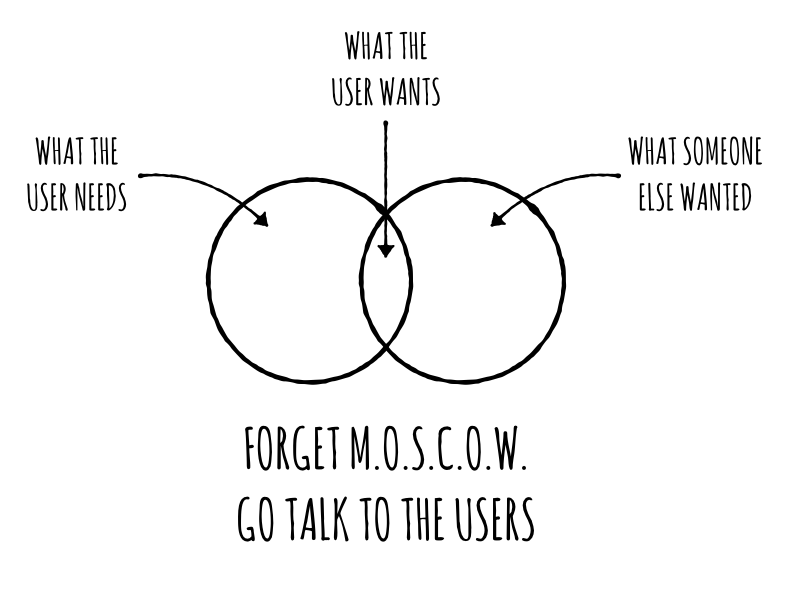 WHAT THE
USER WANTS
WHAT THE
USER NEEDS
WHAT SOMEONE
ELSE WANTED
FORGET M.O.S.C.O.W.
GO TALK TO THE USERS